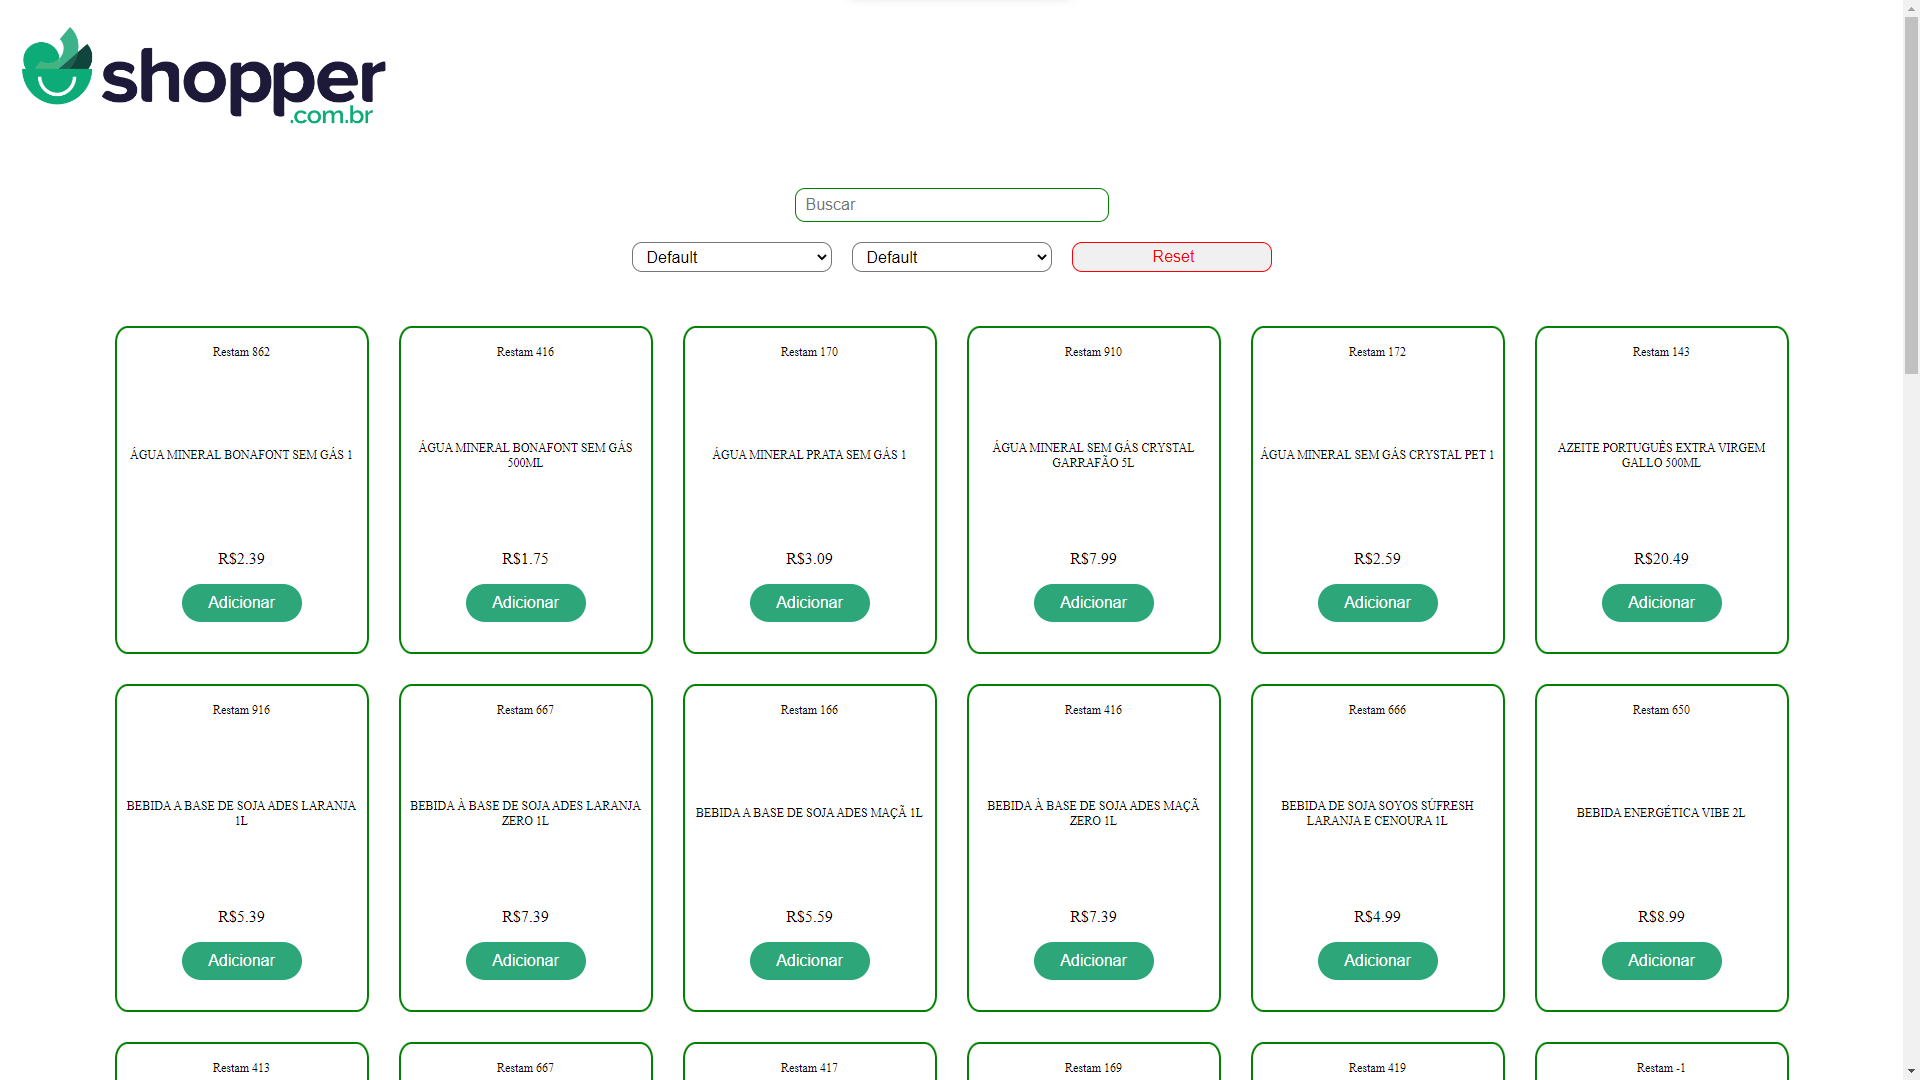 shopper
.com.br
Buscar
Default
Default
Reset
Restam 862
Restam 416
Restam 170
Restam 910
Restam 172
Restam 143
ÁGUA MINERAL BONAFONT SEM GÁS 1
ÁGUA MINERAL BONAFONT SEM GÁS
500ML
ÁGUA MINERAL PRATA SEM GÁS 1
ÁGUA MINERAL SEM GÁS CRYSTAL
GARRAFÃO 5L
ÁGUA MINERAL SEM GÁS CRYSTAL PET 1
AZEITE PORTUGUÊS EXTRA VIRGEM
GALLO 500ML
R$2.39
R$1.75
R$3.09
R$7.99
R$2.59
R$20.49
Adicionar
Adicionar
Adicionar
Adicionar
Adicionar
Adicionar
Restam 916
Restam 667
Restam 166
Restam 416
Restam 666
Restam 650
BEBIDA A BASE DE SOJA ADES LARANJA
1L
BEBIDA À BASE DE SOJA ADES LARANJA
ZERO 1L
BEBIDA A BASE DE SOJA ADES MAÇÃ 1L
BEBIDA À BASE DE SOJA ADES MAÇÃ
ZERO 1L
BEBIDA DE SOJA SOYOS SÚFRESH
LARANJA E CENOURA 1L
BEBIDA ENERGÉTICA VIBE 2L
R$5.39
R$7.39
R$5.59
R$7.39
R$4.99
R$8.99
Adicionar
Adicionar
Adicionar
Adicionar
Adicionar
Adicionar
Restam 413
Restam 667
Restam 417
Restam 169
Restam 419
Restam -1